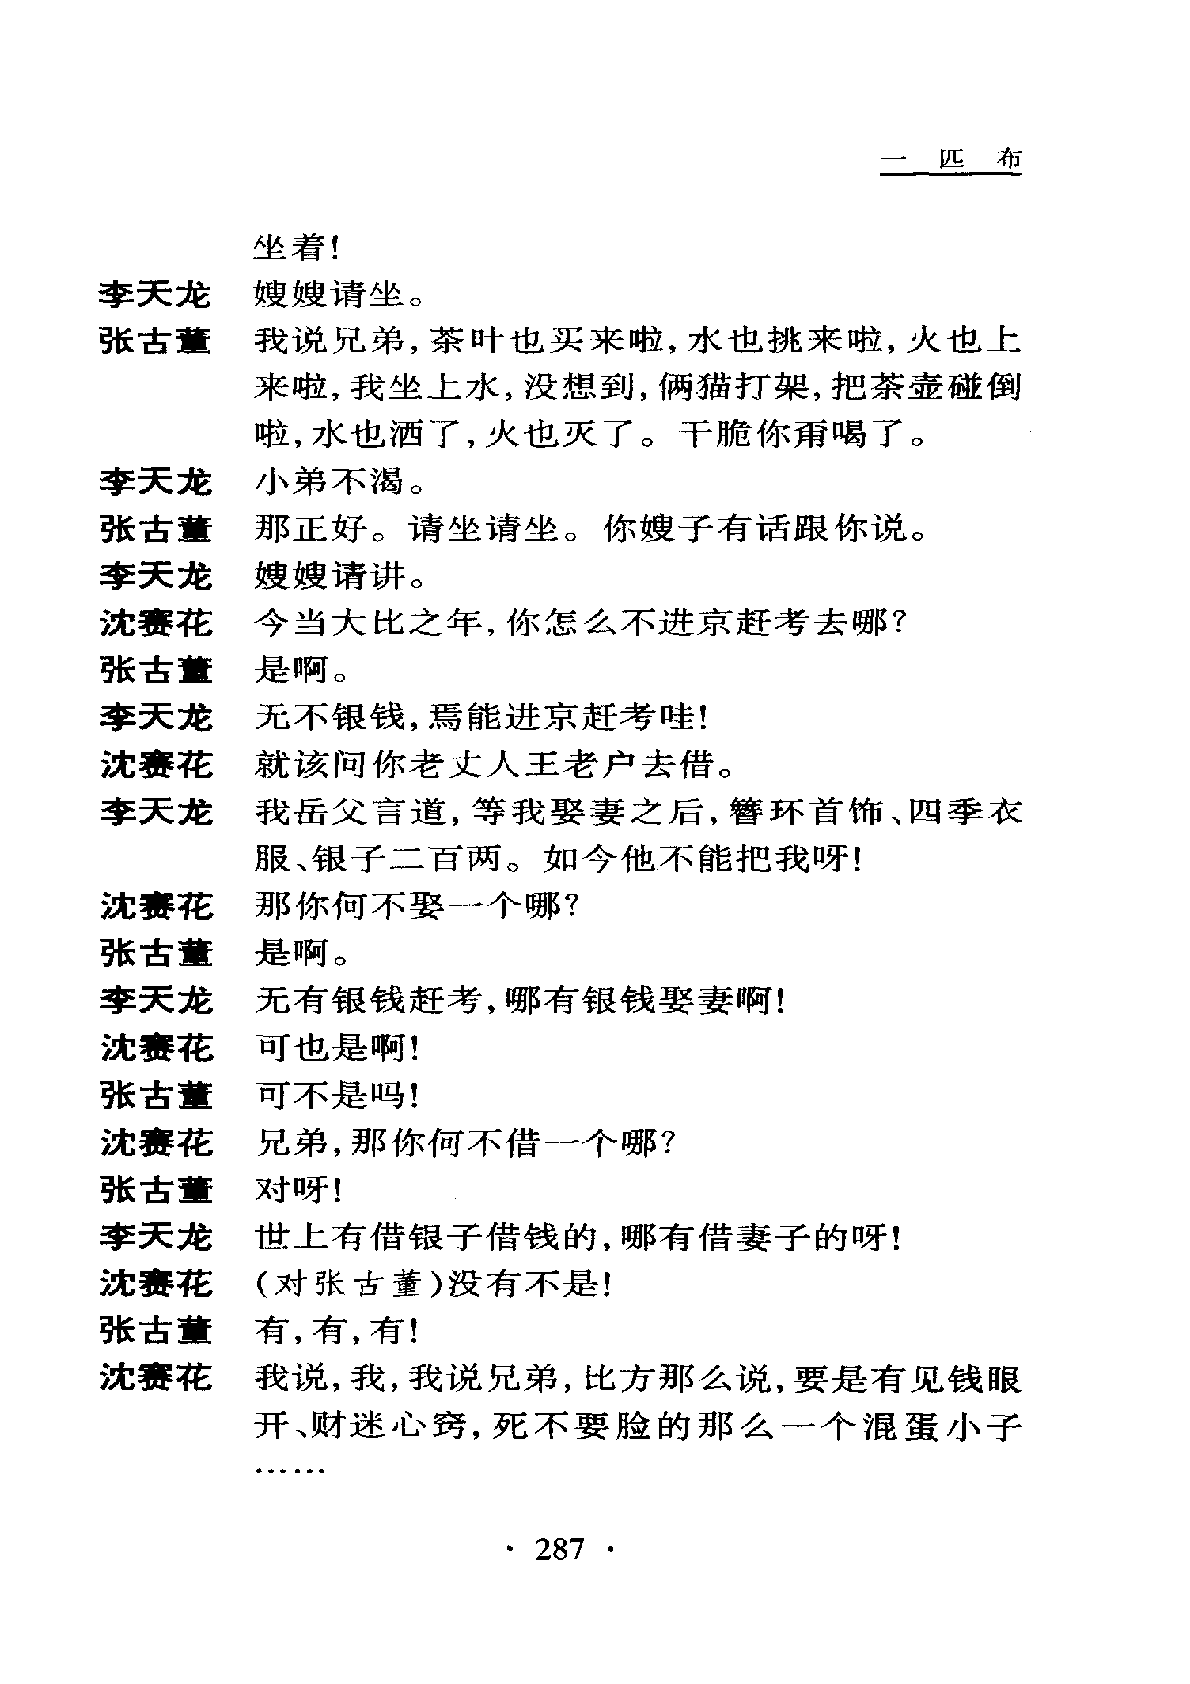 一匹布
坐着!
李天龙 嫂嫂请坐。
张古董 我说兄弟,茶叶也买来啦,水也挑来啦,火也上
来啦,我坐上水,没想到,俩猫打架,把茶壶碰倒
啦,水也洒了,火也灭了。干脆你甭喝了。
李天龙 小弟不渴。
张古董 那正好。请坐请坐。你嫂子有话跟你说。
李天龙 嫂嫂请讲。
沈赛花 今当大比之年,你怎么不进京赶考去哪?
张古董 是啊。
李天龙 无不银钱,焉能进京赶考哇!
沈赛花 就该问你老丈人王老户去借。
李天龙 我岳父言道,等我娶妻之后,簪环首饰、四季衣
服、银子二百两。如今他不能把我呀!
沈赛花 那你何不娶一个哪?
张古董 是啊。
李天龙 无有银钱赶考,哪有银钱娶妻啊!
沈赛花 可也是啊!
张古董 可不是吗!
沈赛花 兄弟,那你何不借一个哪?
张古董 对呀!
李天龙 世上有借银子借钱的,哪有借妻子的呀!
沈赛花 (对张古董)没有不是!
张古董 有,有,有!
沈赛花 我说,我,我说兄弟,比方那么说,要是有见钱眼
开、财迷心窍,死不要脸的那么一个混蛋小子
……
· 287 ·